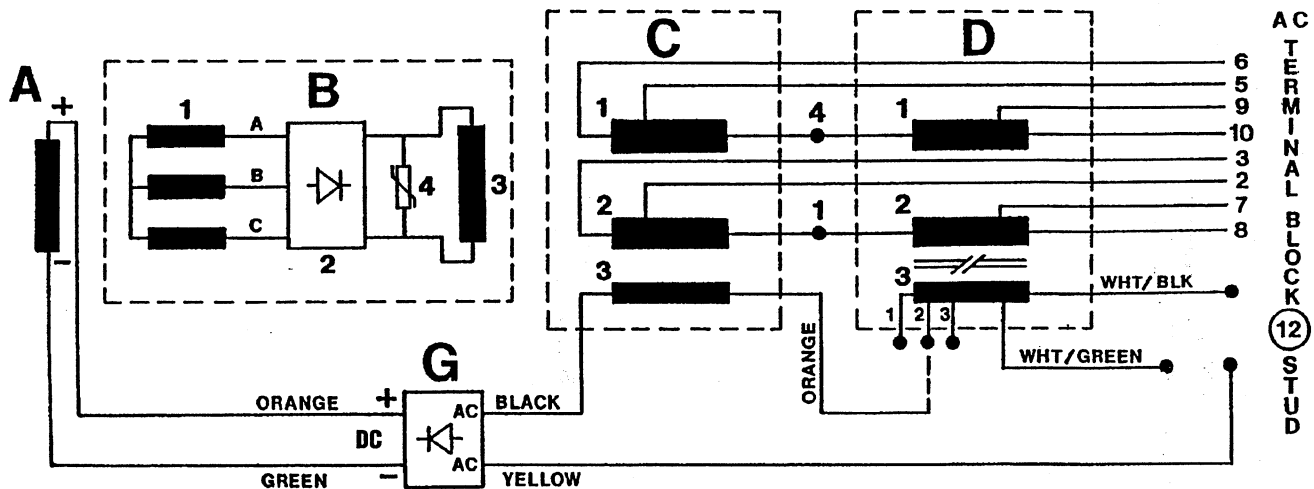 A
+
−
B
1
A
B
C
2
4
3
C
1
2
3
4
1
D
1
2
3
1 2 3
6
5
9
10
3
2
7
8
WHT/BLK
WHT/GREEN
ORANGE
G
ORANGE
+
AC
BLACK
DC
GREEN
−
AC
YELLOW
AC TERMINAL BLOCK
12
STUD